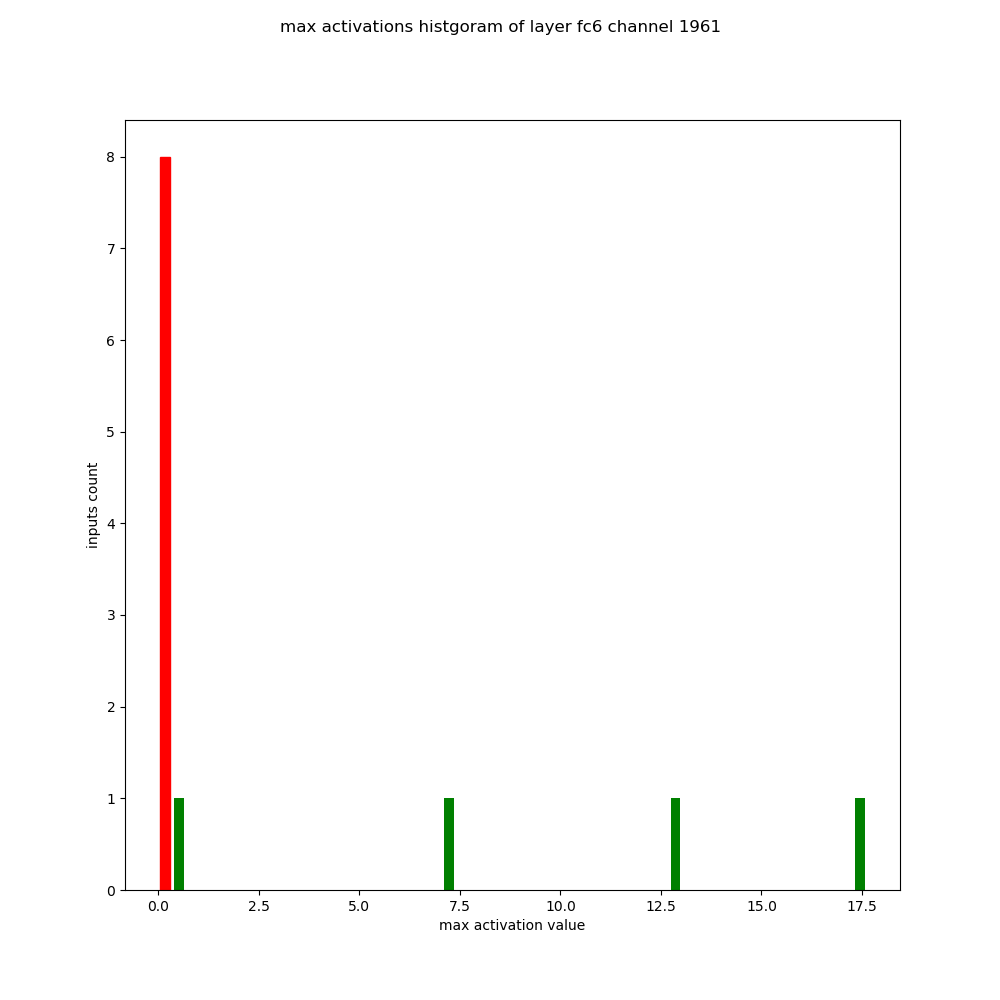 max activations histgoram of layer fc6 channel 1961
8
7
6
5
4
3
2
1
0
inputs count
0.0 2.5 5.0 7.5 10.0 12.5 15.0 17.5
max activation value